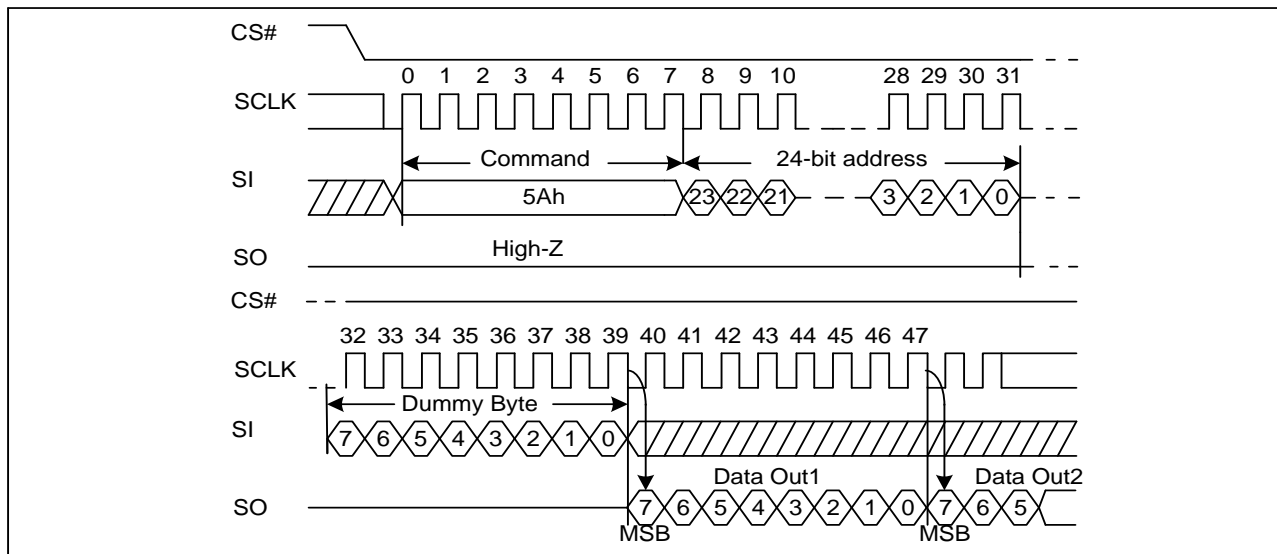 CS#
0 1 2 3 4 5 6 7 8 9 10 28 29 30 31
SCLK
Command 24-bit address
SI 5Ah 23 22 21 3 2 1 0
High-Z
SO
CS#
32 33 34 35 36 37 38 39 40 41 42 43 44 45 46 47
SCLK
Dummy Byte
SI 7 6 5 4 3 2 1 0
Data Out1 Data Out2
SO 7 6 5 4 3 2 1 0 7 6 5
MSB MSB